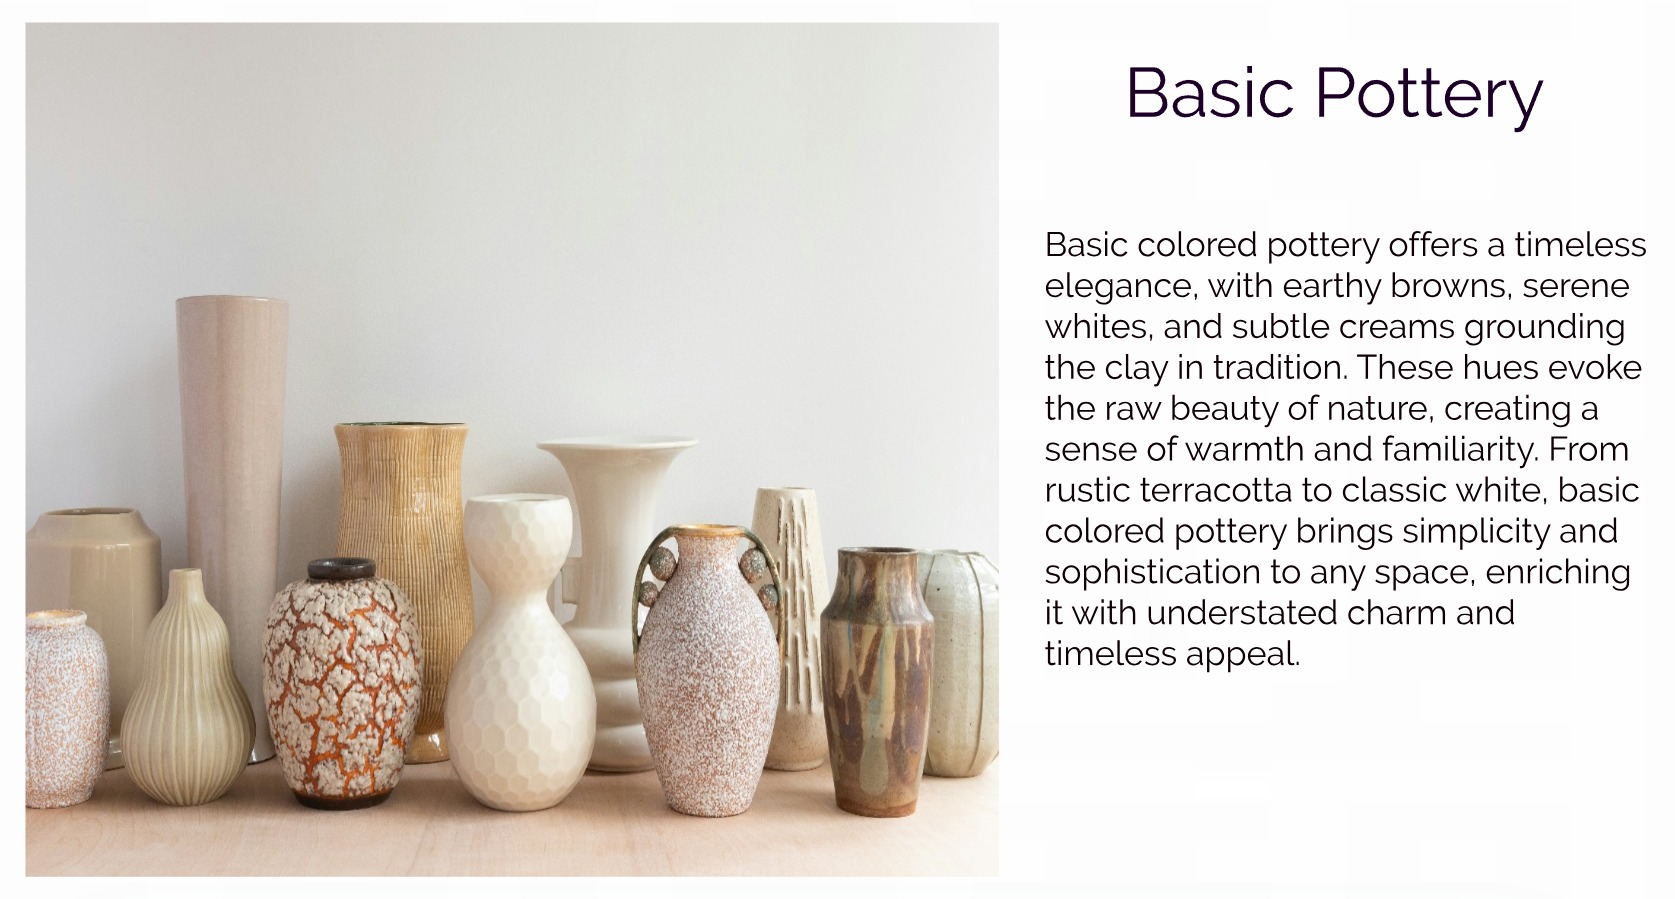 Basic Pottery
Basic colored pottery offers a timeless
elegance, with earthy browns, serene
whites, and subtle creams grounding
the clay in tradition. These hues evoke
the raw beauty of nature, creating a
sense of warmth and familiarity. From
rustic terracotta to classic white, basic
colored pottery brings simplicity and
sophistication to any space, enriching
it with understated charm and
timeless appeal.